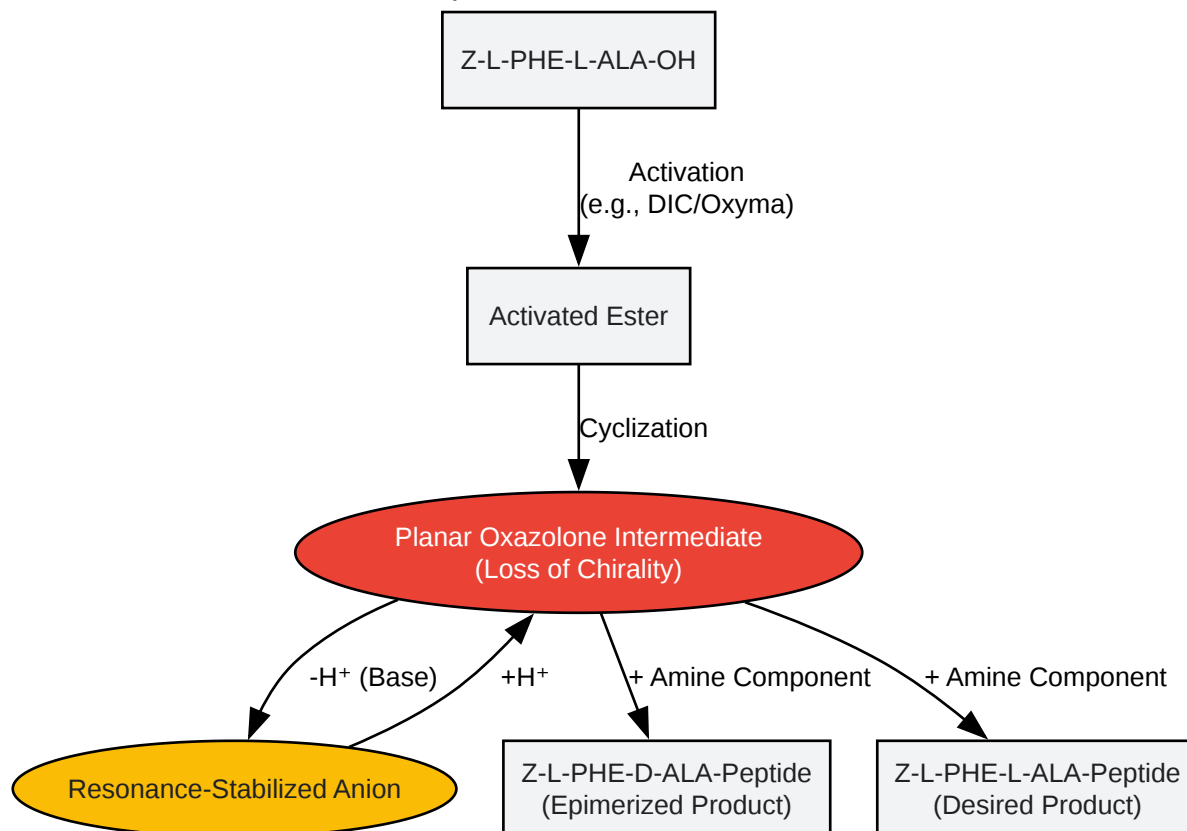 Z-L-PHE-L-ALA-OH
Activation
(e.g., DIC/Oxyma)
Activated Ester
Cyclization
Planar Oxazolone Intermediate
(Loss of Chirality)
-H⁺ (Base)
+H⁺
+ Amine Component
+ Amine Component
Resonance-Stabilized Anion
Z-L-PHE-D-ALA-Peptide
(Epimerized Product)
Z-L-PHE-L-ALA-Peptide
(Desired Product)